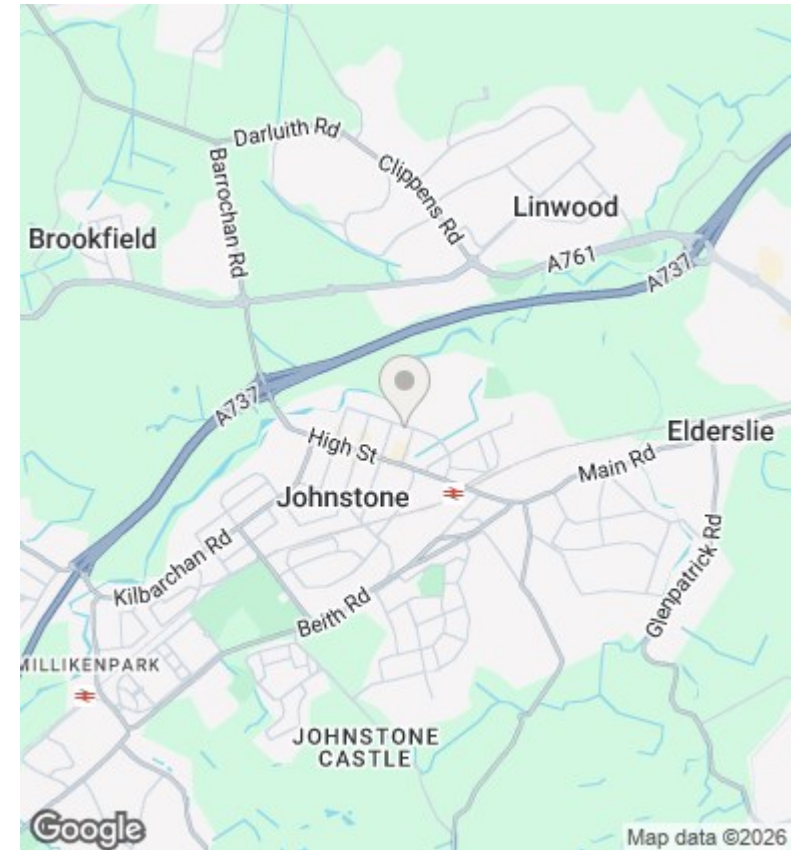 Darluith Rd
Clippens Rd
Barrochan Rd
Linwood
Brookfield
A761
A737
A737
High St
Elderslie
Main Rd
Johnstone
Kilbarchan Rd
Glenpatrick Rd
Beith Rd
MILLIKENPARK
JOHNSTONE
CASTLE
Google
Map data ©2026